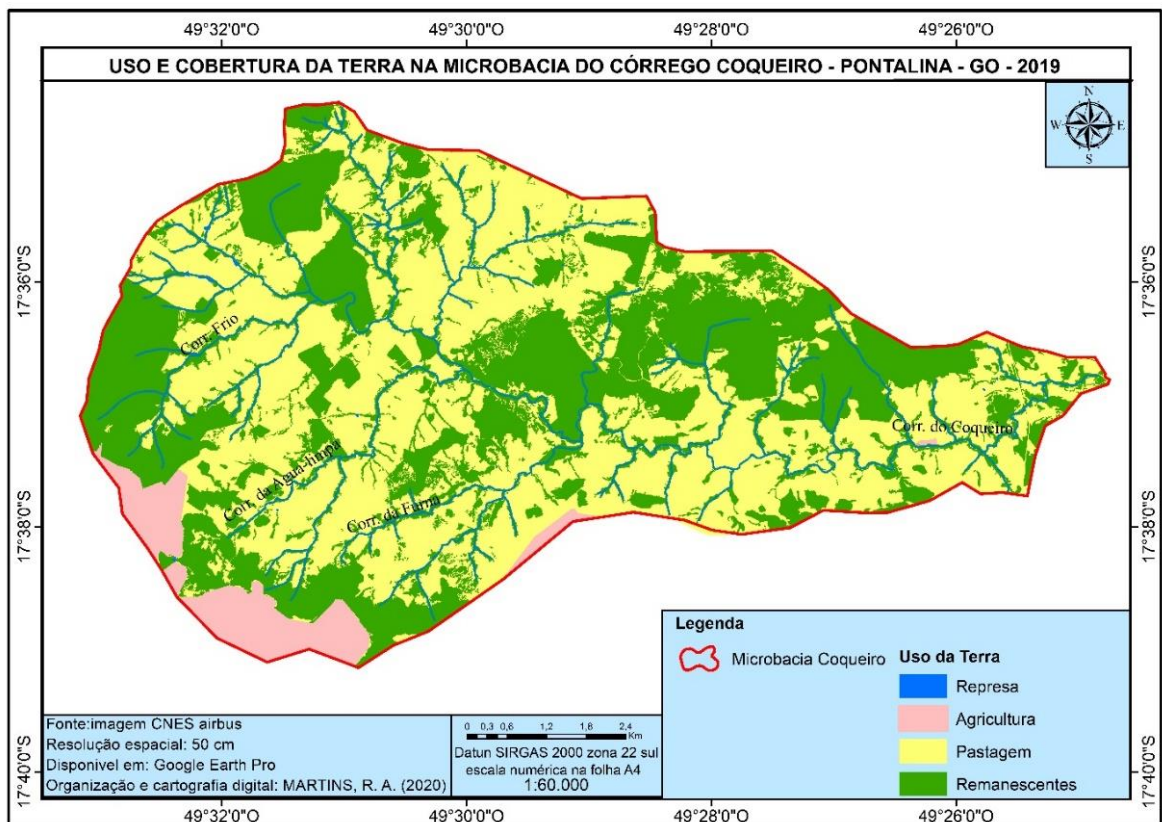 49°32'0"O 49°30'0"O 49°28'0"O 49°26'0"O
USO E COBERTURA DA TERRA NA MICROBACIA DO CÓRREGO COQUEIRO - PONTALINA - GO - 2019
N
W E
S
17°36'0"S 17°36'0"S
Corr. Frio
Corr. do Coqueiro
Corr. da Agua-limpa
Corr. da Furna
17°38'0"S 17°38'0"S
Legenda
Microbacia Coqueiro
Uso da Terra
Represa
Agricultura
Pastagem
Remanescentes
Fonte:imagem CNES airbus
Resolução espacial: 50 cm
Disponivel em: Google Earth Pro
Organização e cartografia digital: MARTINS, R. A. (2020)
0 0,3 0,6 1,2 1,8 2,4
Km
Datun SIRGAS 2000 zona 22 sul
escala numérica na folha A4
1:60.000
17°40'0"S 17°40'0"S
49°32'0"O 49°30'0"O 49°28'0"O 49°26'0"O